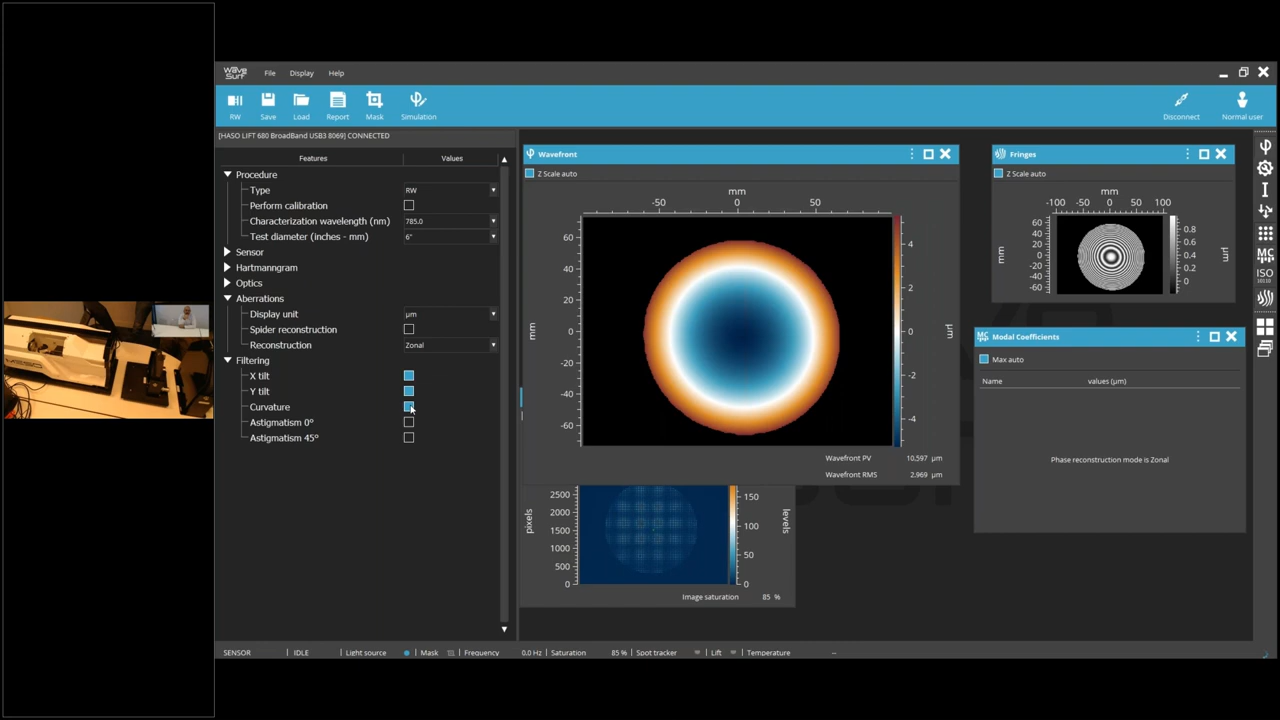 WAVE SURF File Display Help
RW Save Load Report Mask Simulation Disconnect Normal user
[HASO LIFT 680 BroadBand USB3 8069] CONNECTED
Features Values
Procedure
Type RW
Perform calibration
Characterization wavelength (nm) 785.0
Test diameter (inches - mm) 6"
Sensor
Hartmanngram
Optics
Aberrations
Display unit µm
Spider reconstruction
Reconstruction Zonal
Filtering
X tilt
Y tilt
Curvature
Astigmatism 0°
Astigmatism 45°
Wavefront
Z Scale auto
mm
-50 0 50
60
40
20
0
-20
-40
-60
mm
4
2
0
-2
-4
µm
Wavefront PV 10.597 µm
Wavefront RMS 2.969 µm
2500
2000
1500
1000
500
0
pixels
150
100
50
0
levels
Image saturation 85 %
Fringes
Z Scale auto
mm
-100 -50 0 50 100
60
40
20
0
-20
-40
-60
mm
0.8
0.6
0.4
0.2
0
µm
MC Modal Coefficients
Max auto
Name values (µm)
Phase reconstruction mode is Zonal
MC
ISO
10110
SENSOR IDLE Light source Mask Frequency 0.0 Hz Saturation 85 % Spot tracker Lift Temperature --